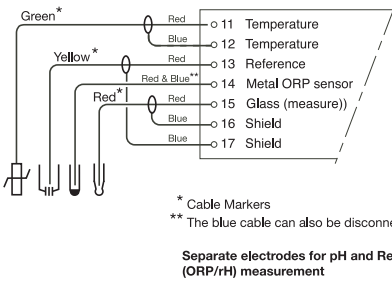 Green*
Red
11 Temperature
Blue
12 Temperature
Yellow*
Red
13 Reference
Red & Blue**
14 Metal ORP sensor
Red*
Red
15 Glass (measure))
Blue
16 Shield
Blue
17 Shield
* Cable Markers
** The blue cable can also be disconne
Separate electrodes for pH and Re
(ORP/rH) measurement